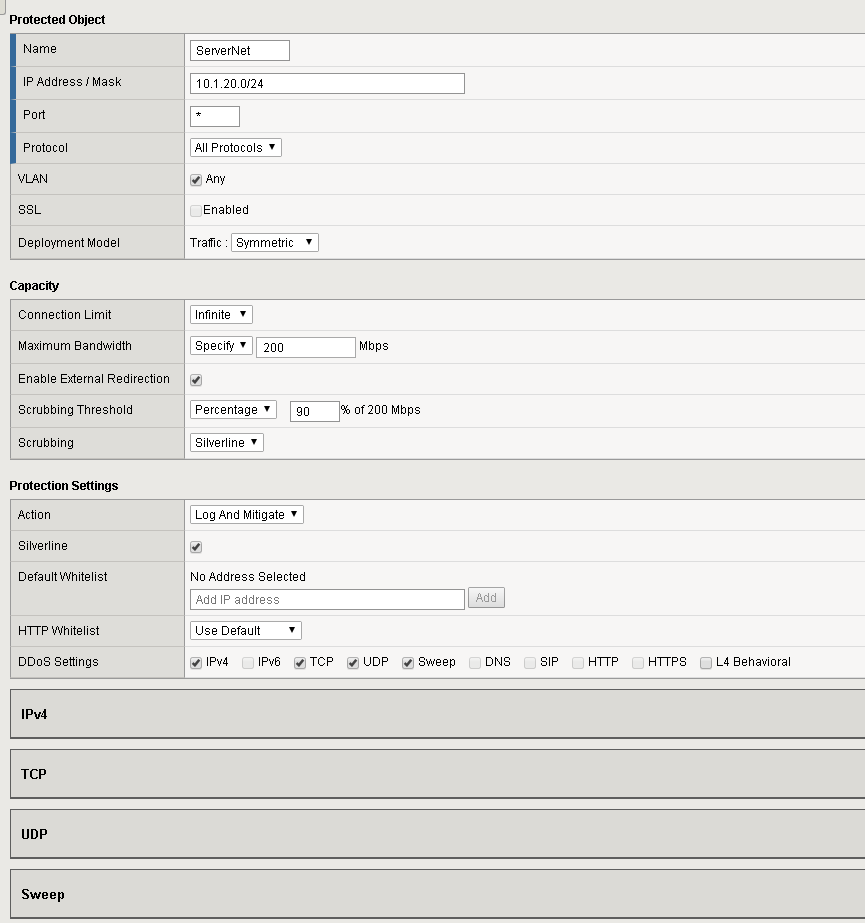 Protected Object
Name ServerNet
IP Address / Mask 10.1.20.0/24
Port *
Protocol All Protocols
VLAN Any
SSL Enabled
Deployment Model Traffic : Symmetric
Capacity
Connection Limit Infinite
Maximum Bandwidth Specify 200 Mbps
Enable External Redirection
Scrubbing Threshold Percentage 90 % of 200 Mbps
Scrubbing Silverline
Protection Settings
Action Log And Mitigate
Silverline
Default Whitelist No Address Selected
Add IP address Add
HTTP Whitelist Use Default
DDoS Settings IPv4 IPv6 TCP UDP Sweep DNS SIP HTTP HTTPS L4 Behavioral
IPv4
TCP
UDP
Sweep